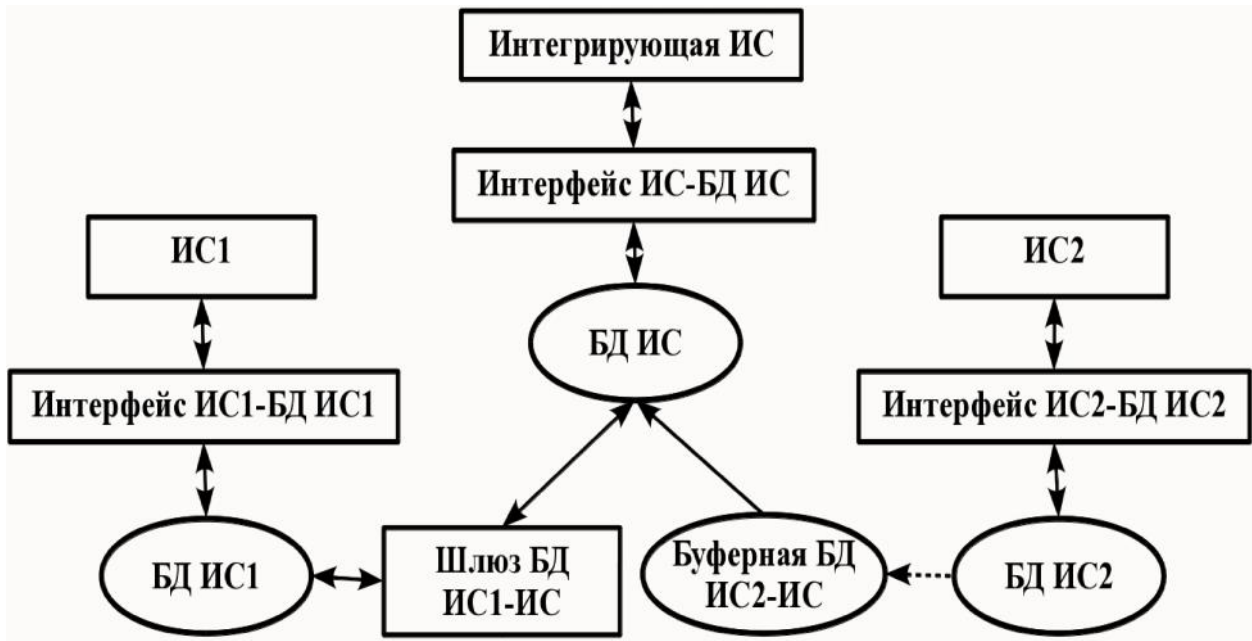 Интегрирующая ИС
Интерфейс ИС-БД ИС
ИС1
ИС2
БД ИС
Интерфейс ИС1-БД ИС1
Интерфейс ИС2-БД ИС2
БД ИС1
Шлюз БД
ИС1-ИС
Буферная БД
ИС2-ИС
БД ИС2